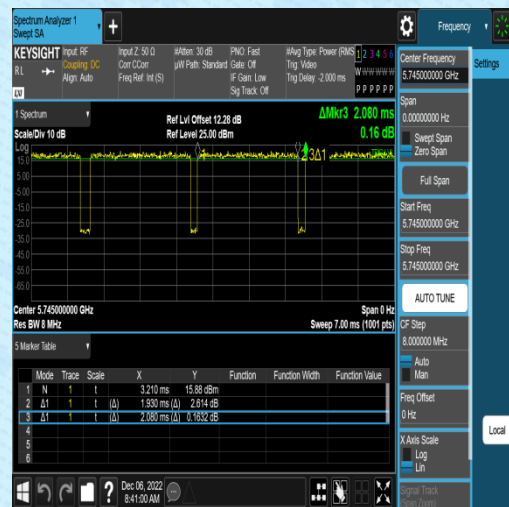 Spectrum Analyzer 1
Swept SA
Frequency
KEYSIGHT
RL
Input: RF
Coupling: DC
Align: Auto
Input Z: 50 Ω
Corr CCorr
Freq Ref: Int (S)
#Atten: 30 dB
µW Path: Standard
PNO: Fast
Gate: Off
IF Gain: Low
Sig Track: Off
#Avg Type: Power (RMS
Trig: Video
Trig Delay: -2.000 ms
1 2 3 4 5 6
W W W W W W
P P P P P P
LXI
1 Spectrum
Scale/Div 10 dB
Ref Lvl Offset 12.28 dB
Ref Level 25.00 dBm
ΔMkr3 2.080 ms
0.16 dB
Log
15.0
5.00
-5.00
-15.0
-25.0
-35.0
-45.0
-55.0
-65.0
3Δ1
Center 5.745000000 GHz
Res BW 8 MHz
Span 0 Hz
Sweep 7.00 ms (1001 pts)
5 Marker Table
Mode Trace Scale X Y Function Function Width Function Value
1 N 1 t 3.210 ms 15.88 dBm
2 Δ1 1 t (Δ) 1.930 ms (Δ) 2.614 dB
3 Δ1 1 t (Δ) 2.080 ms (Δ) 0.1632 dB
4
5
6
Dec 06, 2022
8:41:00 AM
Center Frequency
5.745000000 GHz
Settings
Span
0.00000000 Hz
Swept Span
Zero Span
Full Span
Start Freq
5.745000000 GHz
Stop Freq
5.745000000 GHz
AUTO TUNE
CF Step
8.000000 MHz
Auto
Man
Freq Offset
0 Hz
X Axis Scale
Log
Lin
Local
Signal Track
(Span Zoom)